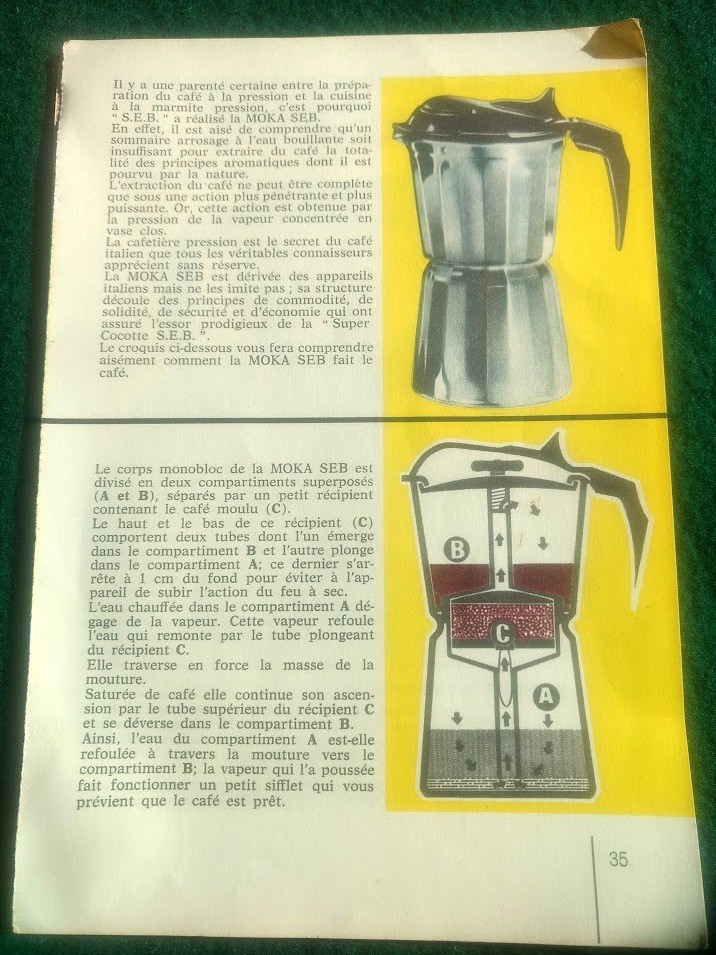 Il y a une parenté certaine entre la prépa-
ration du café à la pression et la cuisine
à la marmite pression, c'est pourquoi
" S.E.B. " a réalisé la MOKA SEB.
En effet, il est aisé de comprendre qu'un
sommaire arrosage à l'eau bouillante soit
insuffisant pour extraire du café la tota-
lité des principes aromatiques dont il est
pourvu par la nature.
L'extraction du café ne peut être complète
que sous une action plus pénétrante et plus
puissante. Or, cette action est obtenue par
la pression de la vapeur concentrée en
vase clos.
La cafetière pression est le secret du café
italien que tous les véritables connaisseurs
apprécient sans réserve.
La MOKA SEB est dérivée des appareils
italiens mais ne les imite pas ; sa structure
découle des principes de commodité, de
solidité, de sécurité et d'économie qui ont
assuré l'essor prodigieux de la " Super
Cocotte S.E.B. ".
Le croquis ci-dessous vous fera comprendre
aisément comment la MOKA SEB fait le
café.
Le corps monobloc de la MOKA SEB est
divisé en deux compartiments superposés
(A et B), séparés par un petit récipient
contenant le café moulu (C).
Le haut et le bas de ce récipient (C)
comportent deux tubes dont l'un émerge
dans le compartiment B et l'autre plonge
dans le compartiment A; ce dernier s'ar-
rête à 1 cm du fond pour éviter à l'ap-
pareil de subir l'action du feu à sec.
L'eau chauffée dans le compartiment A dé-
gage de la vapeur. Cette vapeur refoule
l'eau qui remonte par le tube plongeant
du récipient C.
Elle traverse en force la masse de la
mouture.
Saturée de café elle continue son ascen-
sion par le tube supérieur du récipient C
et se déverse dans le compartiment B.
Ainsi, l'eau du compartiment A est-elle
refoulée à travers la mouture vers le
compartiment B; la vapeur qui l'a poussée
fait fonctionner un petit sifflet qui vous
prévient que le café est prêt.
B
C
A
35